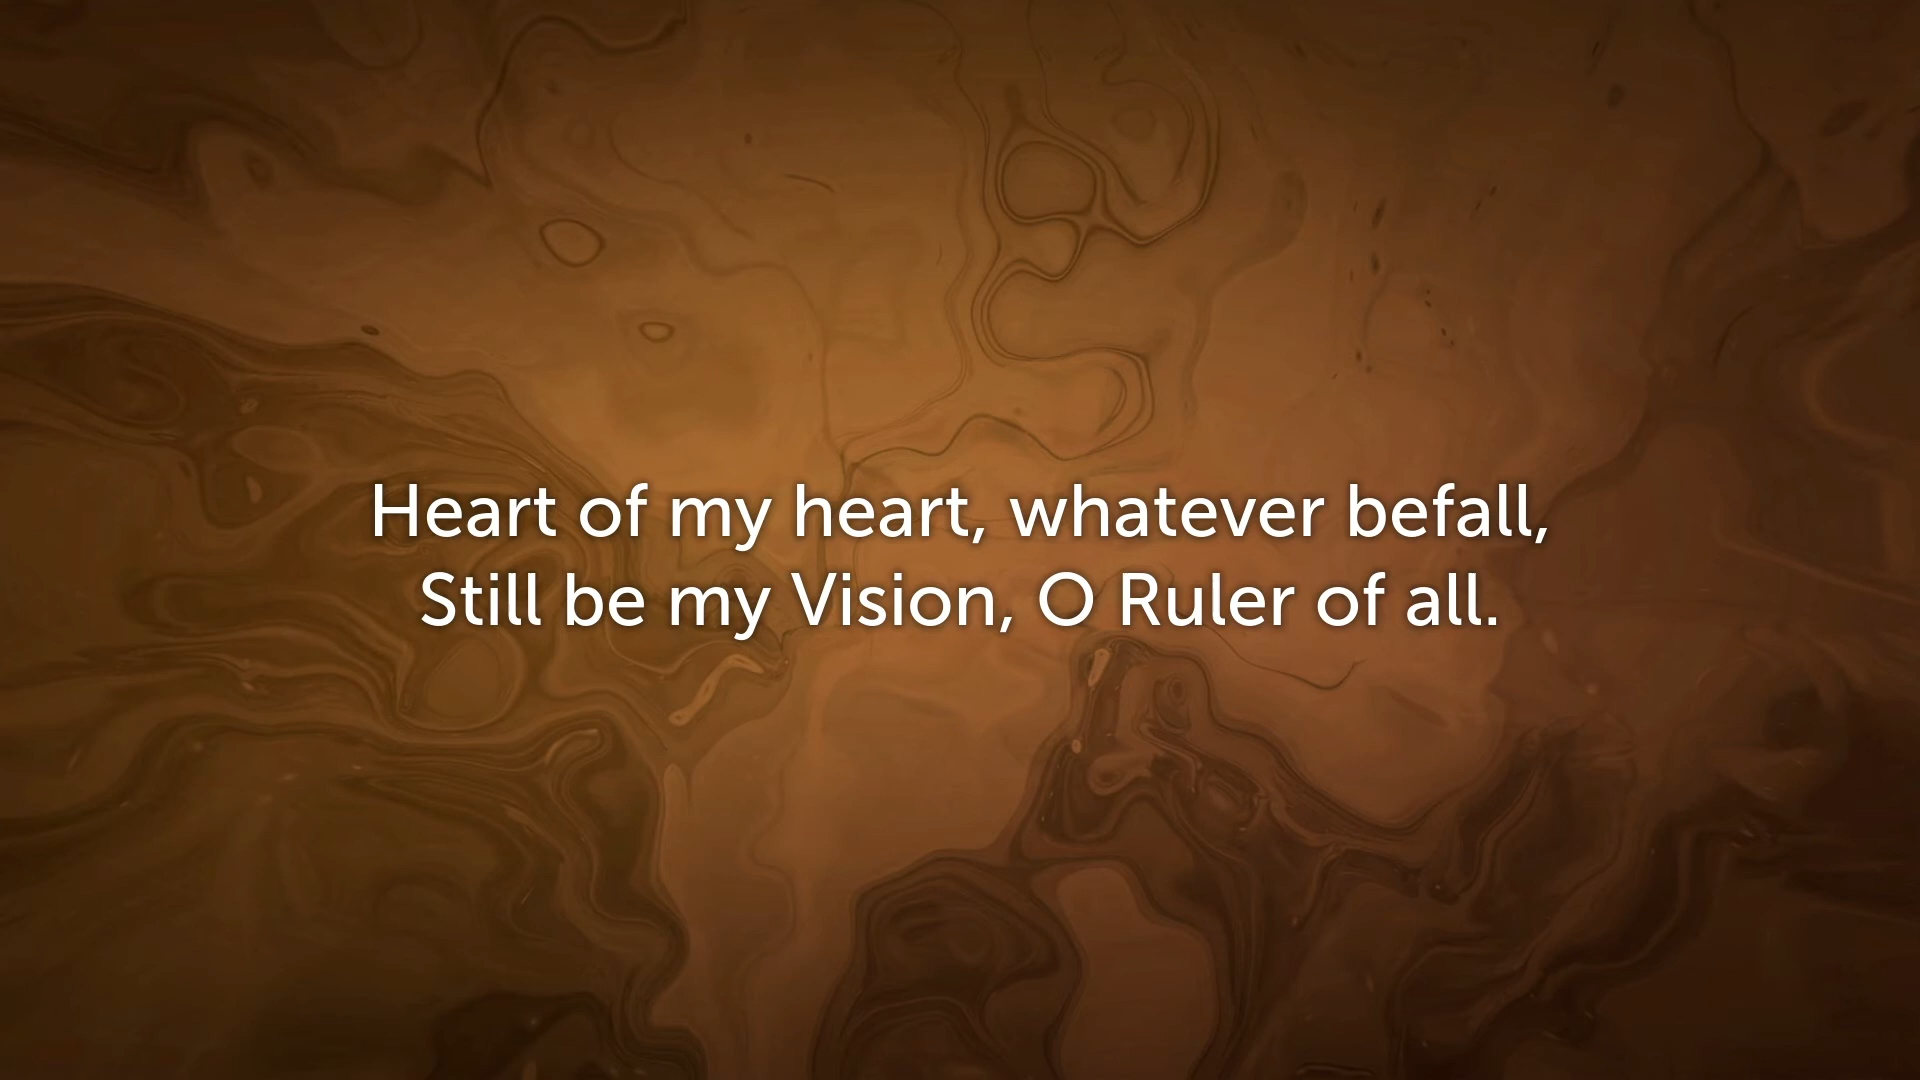 Heart of my heart, whatever befall,
Still be my Vision, O Ruler of all.